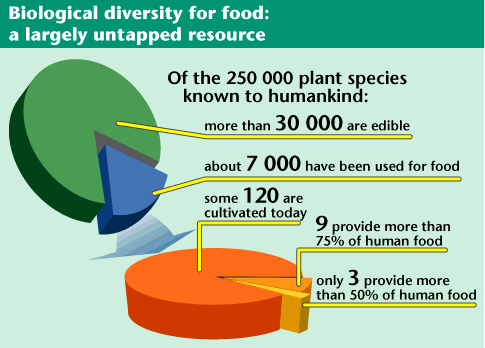 Biological diversity for food:
a largely untapped resource
Of the 250 000 plant species
known to humankind:
more than 30 000 are edible
about 7 000 have been used for food
some 120 are
cultivated today
9 provide more than
75% of human food
only 3 provide more
than 50% of human food